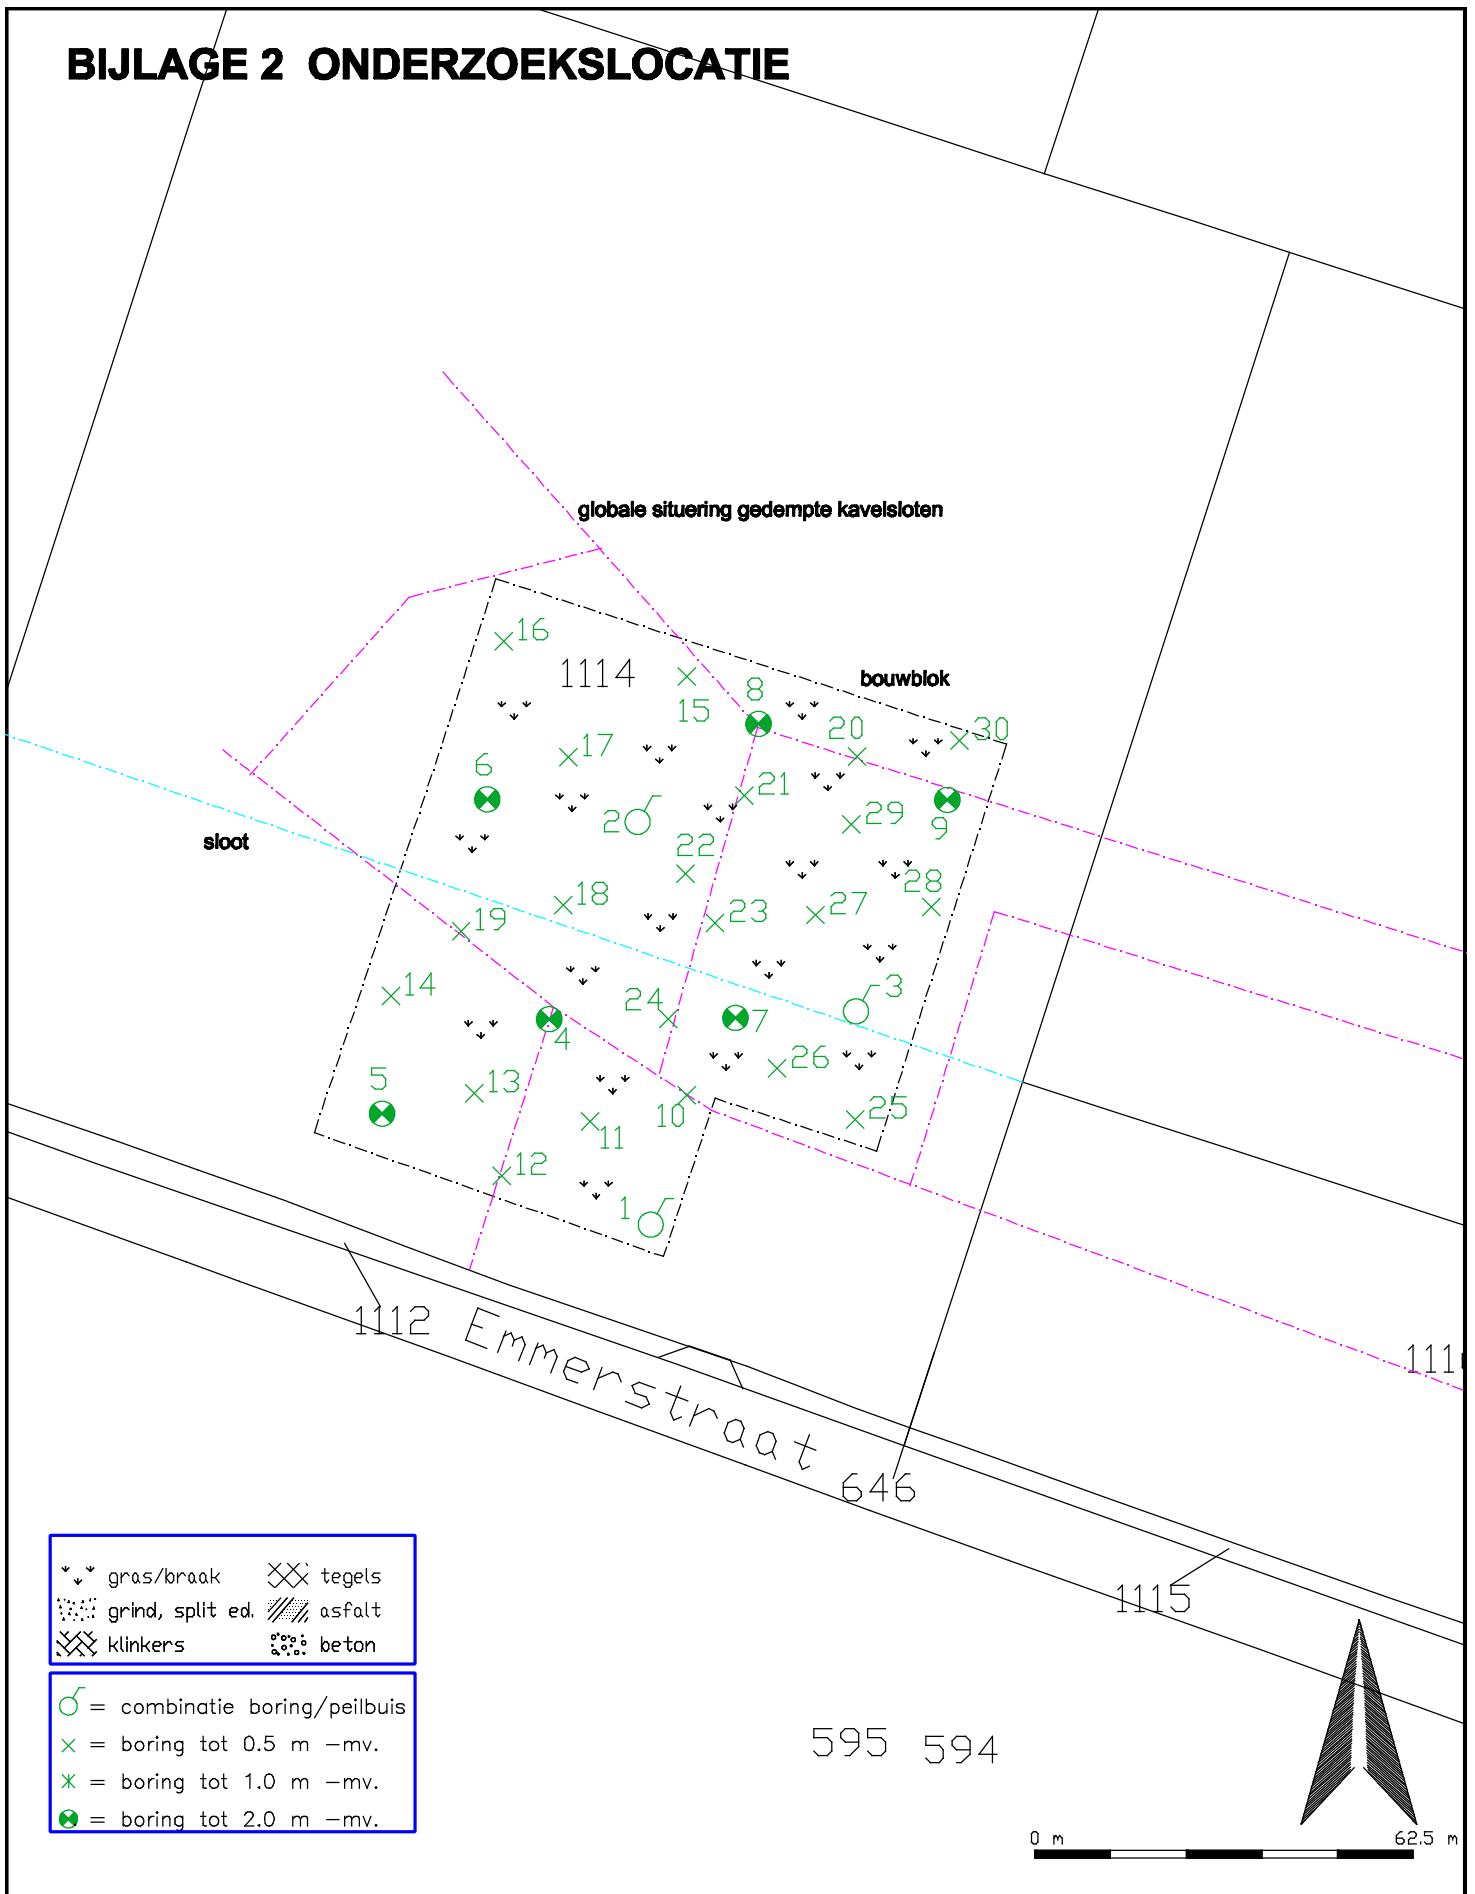 BIJLAGE 2 ONDERZOEKSLOCATIE
globale situering gedempte kavelsloten
16
1114
bouwblok
8
15
20
30
17
6
21
2
29
9
sloot
22
18
28
19
23
27
14
3
24
7
4
26
5
13
10
25
11
12
1
1112
Emmerstraat
111
646
1115
gras/braak
tegels
grind, split ed.
asfalt
klinkers
beton
= combinatie boring/peilbuis
= boring tot 0.5 m -mv.
= boring tot 1.0 m -mv.
= boring tot 2.0 m -mv.
595 594
0 m
62.5 m